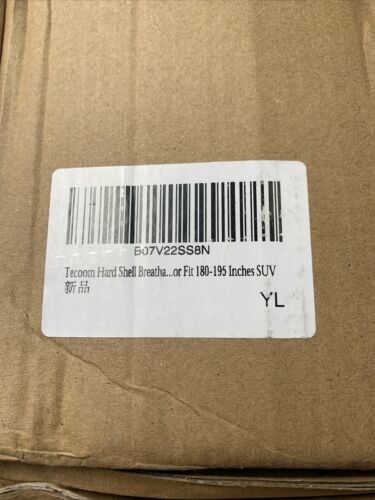 B07V22SS8N
Tecoom Hard Shell Breatha...or Fit 180-195 Inches SUV
新品
YL